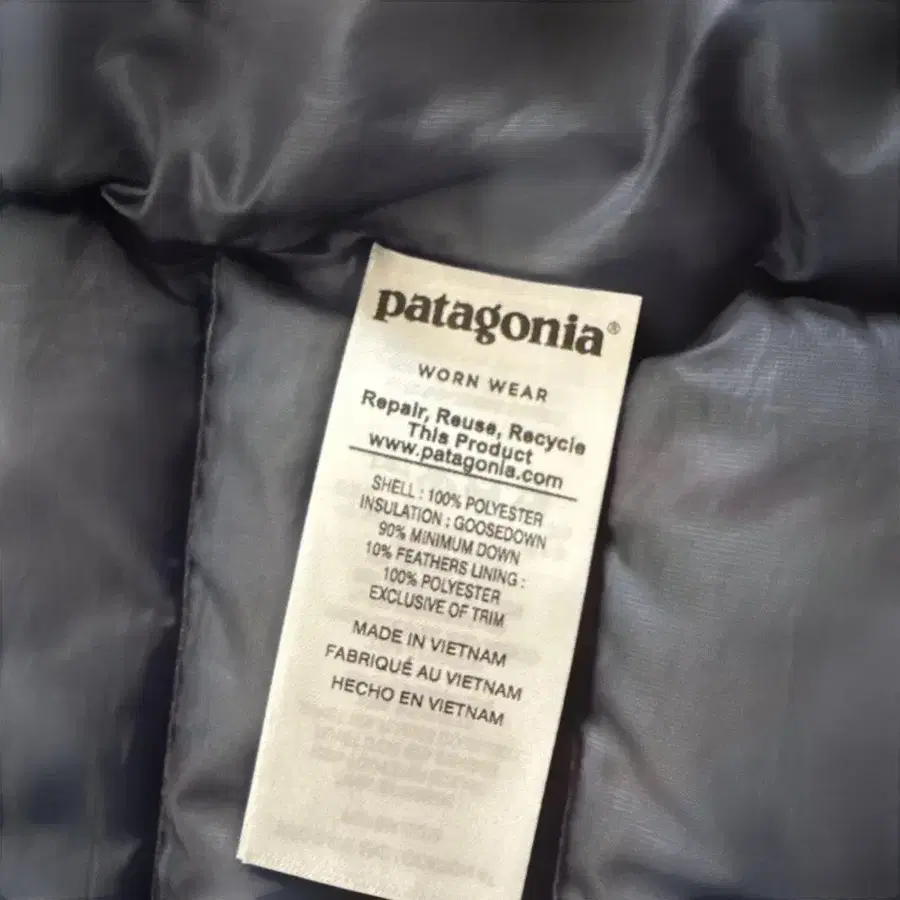 patagonia®
WORN WEAR
Repair, Reuse, Recycle
This Product
www.patagonia.com
SHELL : 100% POLYESTER
INSULATION : GOOSEDOWN
90% MINIMUM DOWN
10% FEATHERS LINING :
100% POLYESTER
EXCLUSIVE OF TRIM
MADE IN VIETNAM
FABRIQUÉ AU VIETNAM
HECHO EN VIETNAM